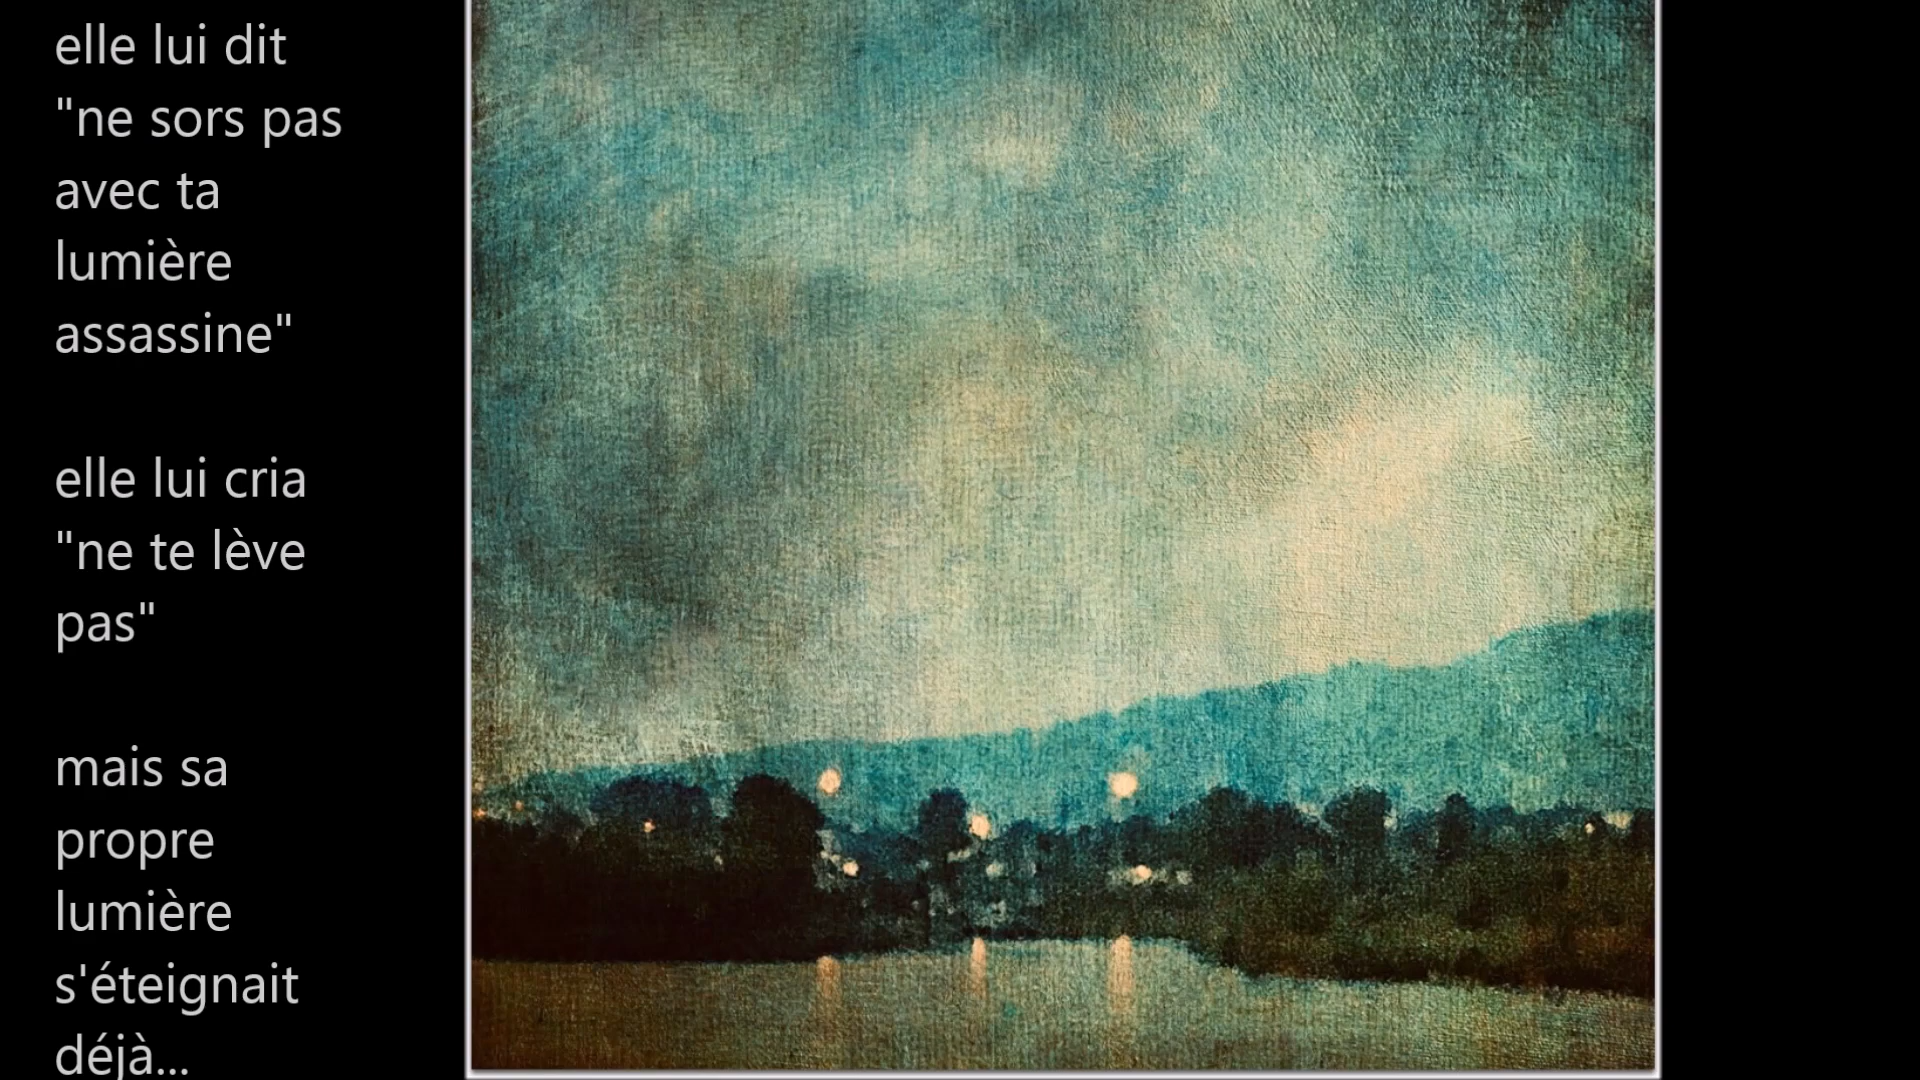 elle lui dit
"ne sors pas
avec ta
lumière
assassine"
elle lui cria
"ne te lève
pas"
mais sa
propre
lumière
s'éteignait
déjà...